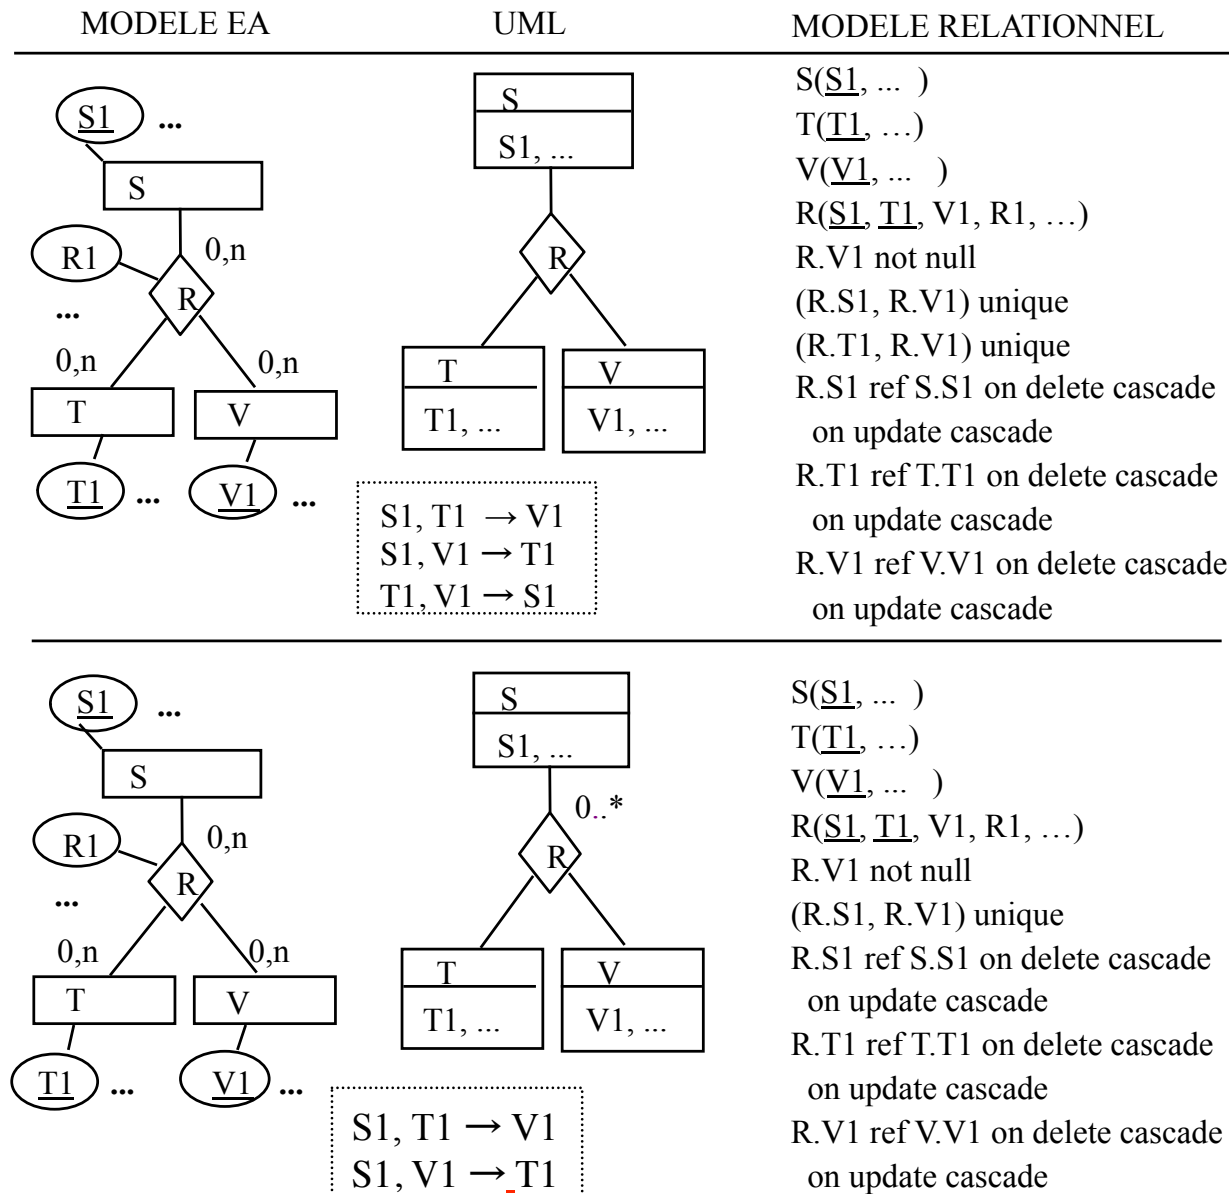 MODELE EA
UML
MODELE RELATIONNEL
S1 ...
S
0,n
R1
...
R
0,n
0,n
T
V
T1 ...
V1 ...
S
S1, ...
R
T
T1, ...
V
V1, ...
S1, T1 → V1
S1, V1 → T1
T1, V1 → S1
S(S1, ... )
T(T1, …)
V(V1, ... )
R(S1, T1, V1, R1, …)
R.V1 not null
(R.S1, R.V1) unique
(R.T1, R.V1) unique
R.S1 ref S.S1 on delete cascade
on update cascade
R.T1 ref T.T1 on delete cascade
on update cascade
R.V1 ref V.V1 on delete cascade
on update cascade
S1 ...
S
0,n
R1
...
R
0,n
0,n
T
V
T1 ...
V1 ...
S
S1, ...
0..*
R
T
T1, ...
V
V1, ...
S1, T1 → V1
S1, V1 → T1
S(S1, ... )
T(T1, …)
V(V1, ... )
R(S1, T1, V1, R1, …)
R.V1 not null
(R.S1, R.V1) unique
R.S1 ref S.S1 on delete cascade
on update cascade
R.T1 ref T.T1 on delete cascade
on update cascade
R.V1 ref V.V1 on delete cascade
on update cascade